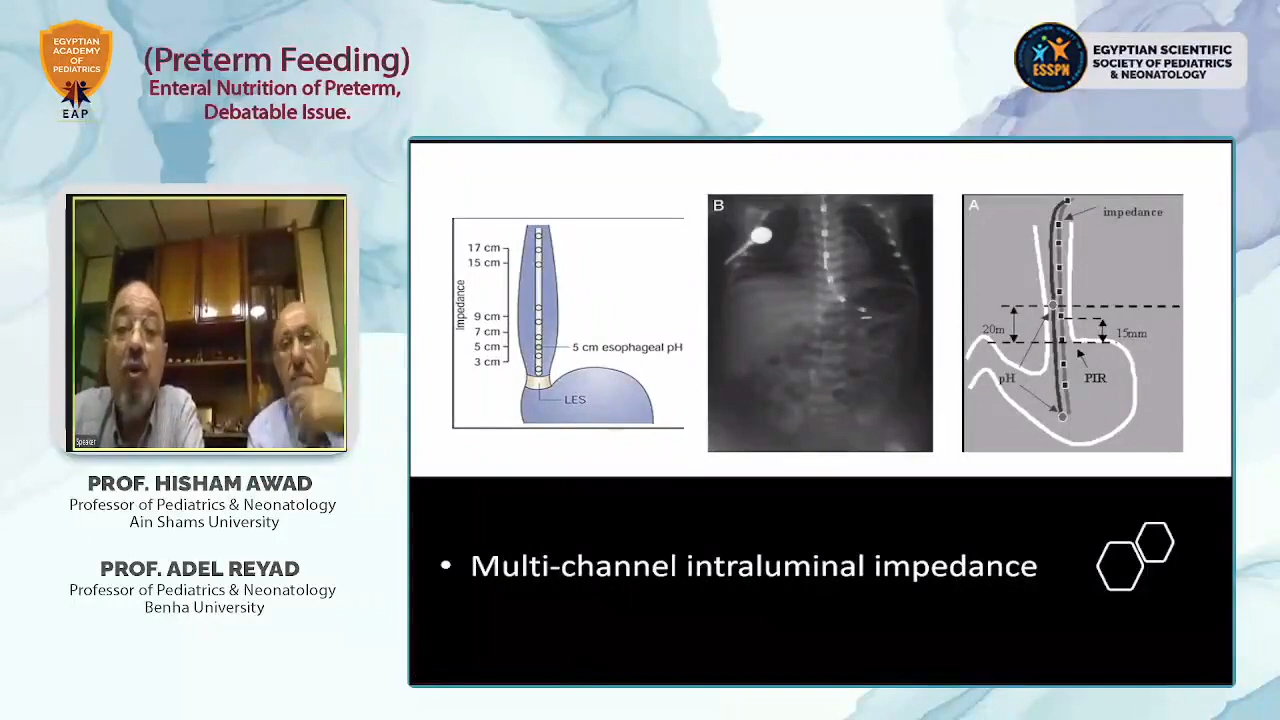 EGYPTIAN
ACADEMY
OF
PEDIATRICS
EAP
(Preterm Feeding)
Enteral Nutrition of Preterm,
Debatable Issue.
ESSPN
EGYPTIAN SCIENTIFIC
SOCIETY OF PEDIATRICS
& NEONATOLOGY
Speaker
PROF. HISHAM AWAD
Professor of Pediatrics & Neonatology
Ain Shams University
PROF. ADEL REYAD
Professor of Pediatrics & Neonatology
Benha University
Impedance
17 cm
15 cm
9 cm
7 cm
5 cm
3 cm
5 cm esophageal pH
LES
B
A
impedance
20m
15mm
pH
PIR
• Multi-channel intraluminal impedance